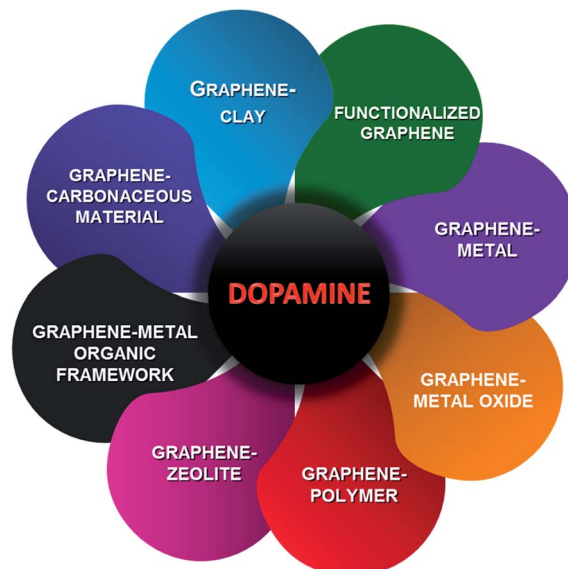 GRAPHENE-
CLAY
FUNCTIONALIZED
GRAPHENE
GRAPHENE-
METAL
GRAPHENE-
METAL OXIDE
GRAPHENE-
POLYMER
GRAPHENE-
ZEOLITE
GRAPHENE-METAL
ORGANIC
FRAMEWORK
GRAPHENE-
CARBONACEOUS
MATERIAL
DOPAMINE